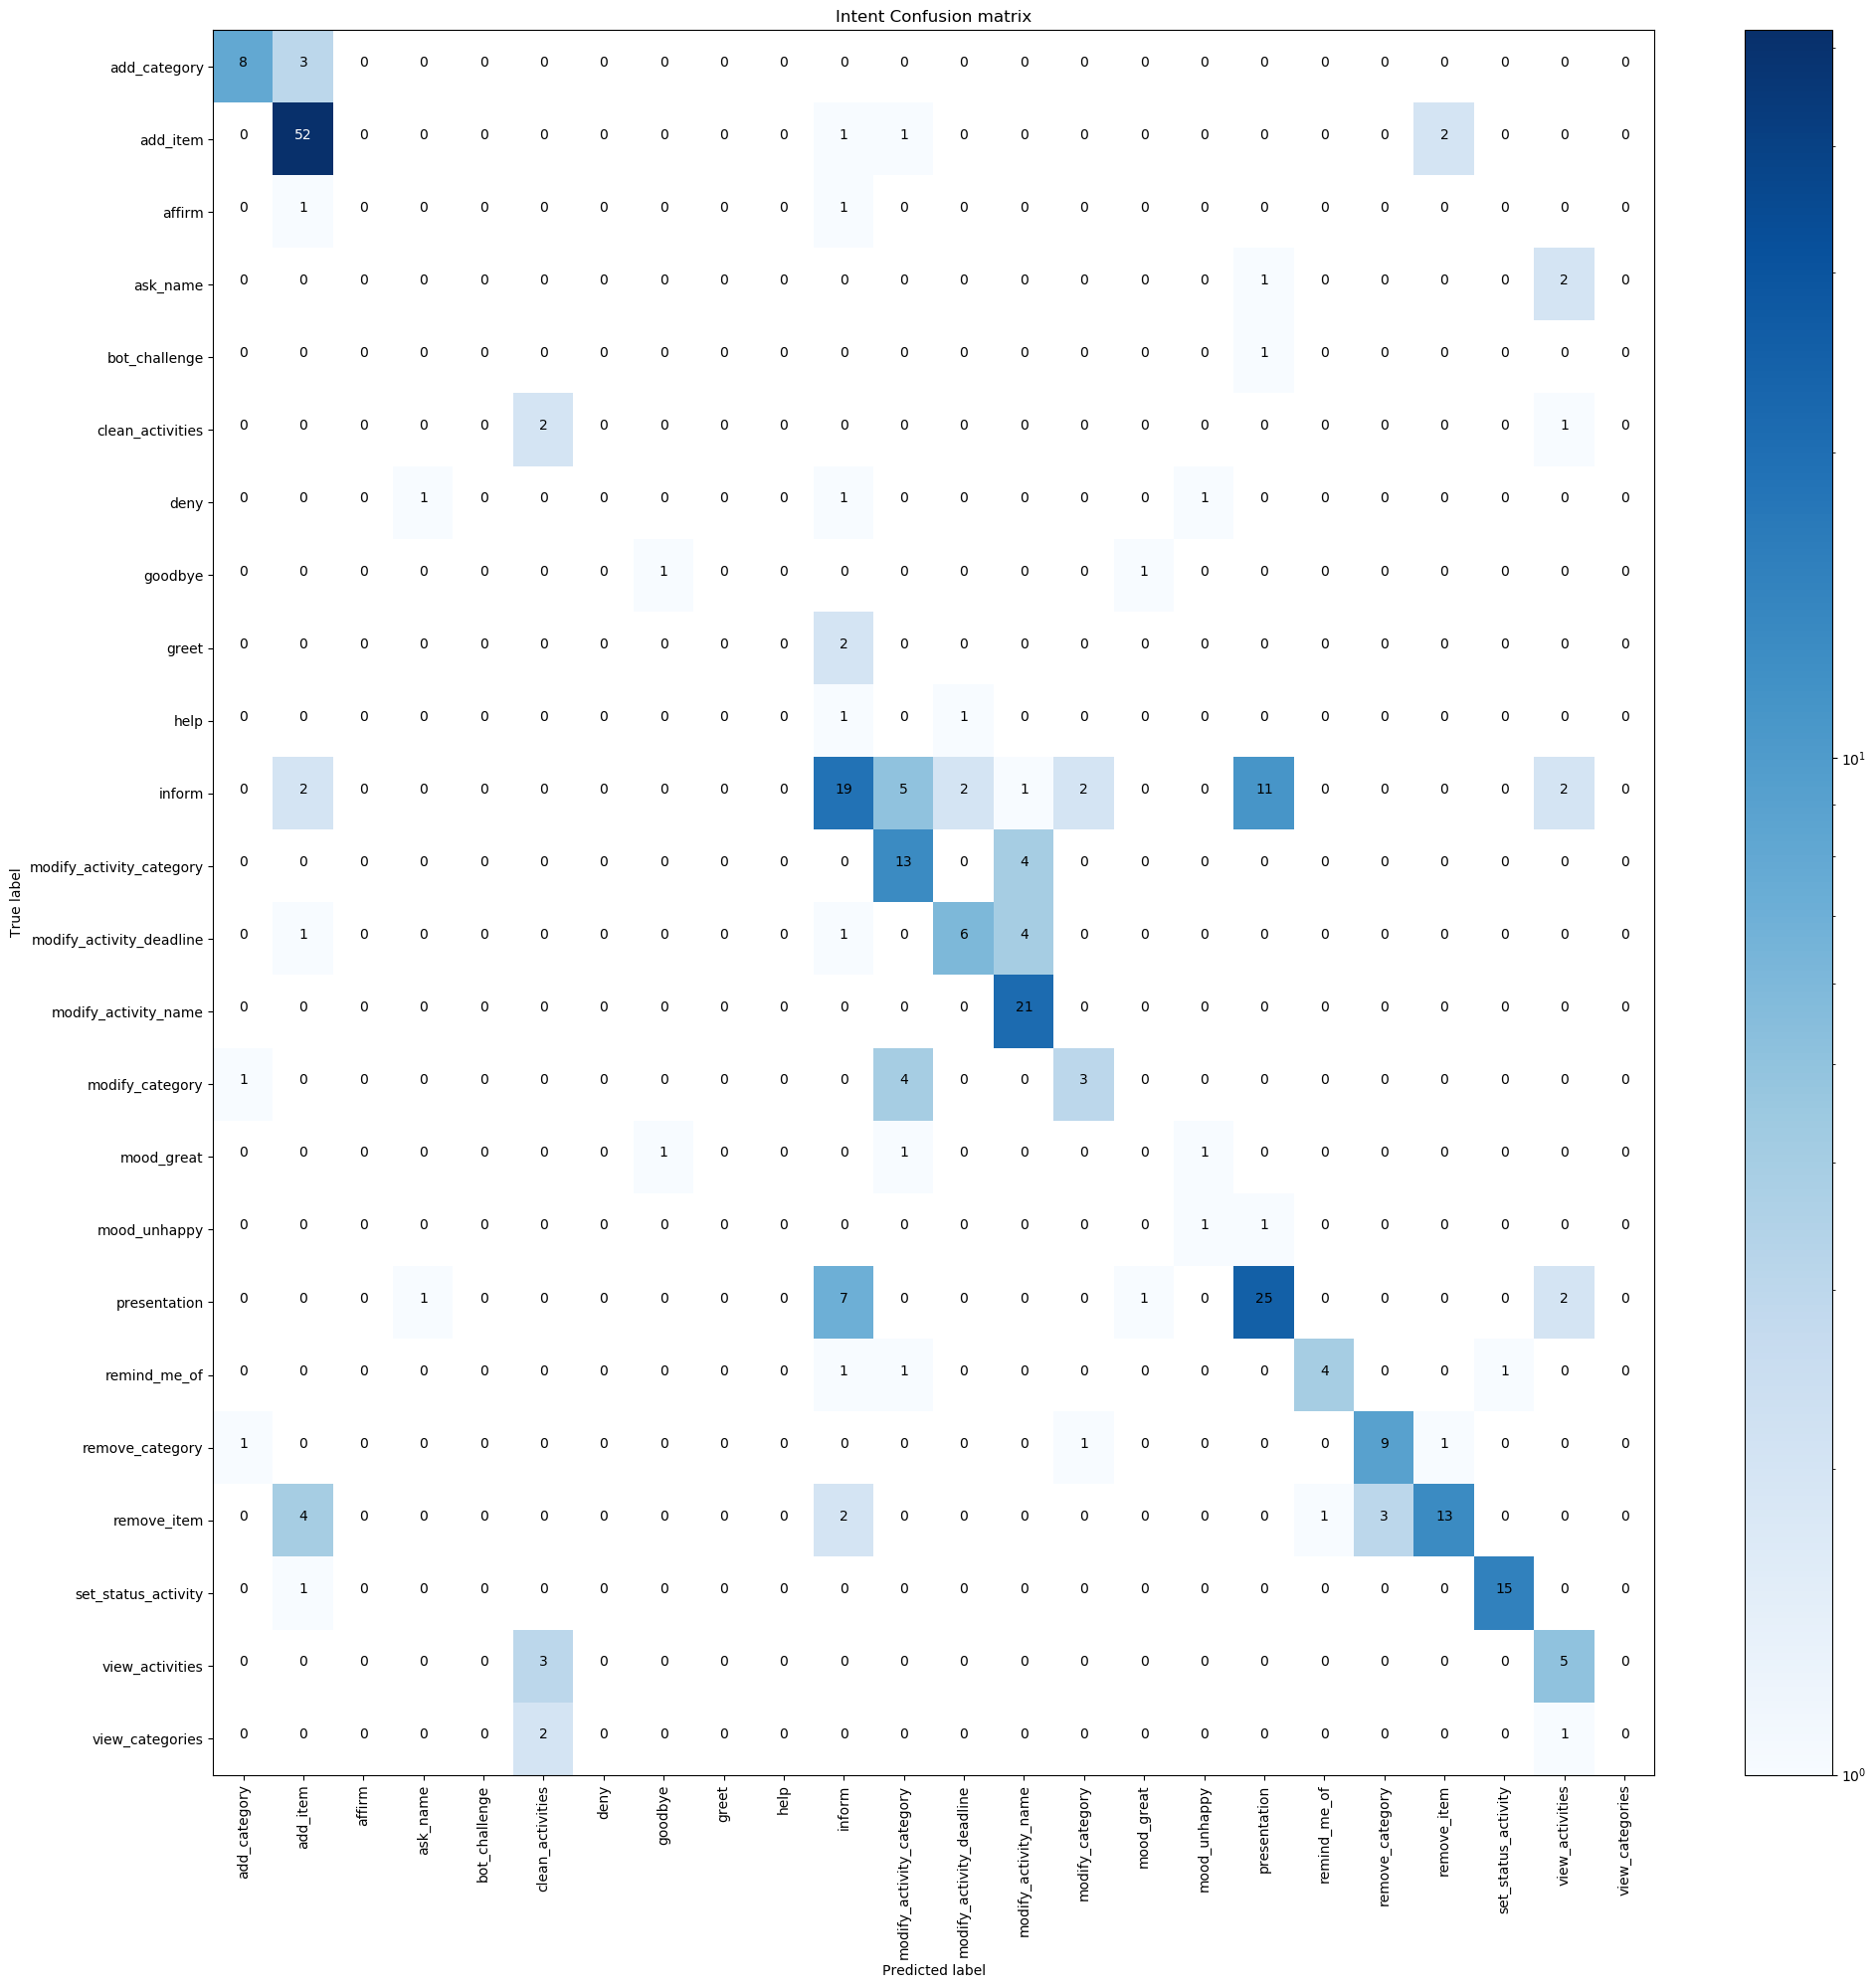 Intent Confusion matrix
add_category 8 3 0 0 0 0 0 0 0 0 0 0 0 0 0 0 0 0 0 0 0 0 0 0
add_item 0 52 0 0 0 0 0 0 0 0 1 1 0 0 0 0 0 0 0 0 2 0 0 0
affirm 0 1 0 0 0 0 0 0 0 0 1 0 0 0 0 0 0 0 0 0 0 0 0 0
ask_name 0 0 0 0 0 0 0 0 0 0 0 0 0 0 0 0 0 1 0 0 0 0 2 0
bot_challenge 0 0 0 0 0 0 0 0 0 0 0 0 0 0 0 0 0 1 0 0 0 0 0 0
clean_activities 0 0 0 0 0 2 0 0 0 0 0 0 0 0 0 0 0 0 0 0 0 0 1 0
deny 0 0 0 1 0 0 0 0 0 0 1 0 0 0 0 0 1 0 0 0 0 0 0 0
goodbye 0 0 0 0 0 0 0 1 0 0 0 0 0 0 0 1 0 0 0 0 0 0 0 0
greet 0 0 0 0 0 0 0 0 0 0 2 0 0 0 0 0 0 0 0 0 0 0 0 0
help 0 0 0 0 0 0 0 0 0 0 1 0 1 0 0 0 0 0 0 0 0 0 0 0
inform 0 2 0 0 0 0 0 0 0 0 19 5 2 1 2 0 0 11 0 0 0 0 2 0
modify_activity_category 0 0 0 0 0 0 0 0 0 0 0 13 0 4 0 0 0 0 0 0 0 0 0 0
modify_activity_deadline 0 1 0 0 0 0 0 0 0 0 1 0 6 4 0 0 0 0 0 0 0 0 0 0
modify_activity_name 0 0 0 0 0 0 0 0 0 0 0 0 0 21 0 0 0 0 0 0 0 0 0 0
modify_category 1 0 0 0 0 0 0 0 0 0 0 4 0 0 3 0 0 0 0 0 0 0 0 0
mood_great 0 0 0 0 0 0 0 1 0 0 0 1 0 0 0 0 1 0 0 0 0 0 0 0
mood_unhappy 0 0 0 0 0 0 0 0 0 0 0 0 0 0 0 0 1 1 0 0 0 0 0 0
presentation 0 0 0 1 0 0 0 0 0 0 7 0 0 0 0 1 0 25 0 0 0 0 2 0
remind_me_of 0 0 0 0 0 0 0 0 0 0 1 1 0 0 0 0 0 0 4 0 0 1 0 0
remove_category 1 0 0 0 0 0 0 0 0 0 0 0 0 0 1 0 0 0 0 9 1 0 0 0
remove_item 0 4 0 0 0 0 0 0 0 0 2 0 0 0 0 0 0 0 1 3 13 0 0 0
set_status_activity 0 1 0 0 0 0 0 0 0 0 0 0 0 0 0 0 0 0 0 0 0 15 0 0
view_activities 0 0 0 0 0 3 0 0 0 0 0 0 0 0 0 0 0 0 0 0 0 0 5 0
view_categories 0 0 0 0 0 2 0 0 0 0 0 0 0 0 0 0 0 0 0 0 0 0 1 0
True label
add_category
add_item
affirm
ask_name
bot_challenge
clean_activities
deny
goodbye
greet
help
inform
modify_activity_category
modify_activity_deadline
modify_activity_name
modify_category
mood_great
mood_unhappy
presentation
remind_me_of
remove_category
remove_item
set_status_activity
view_activities
view_categories
Predicted label
10¹
10⁰